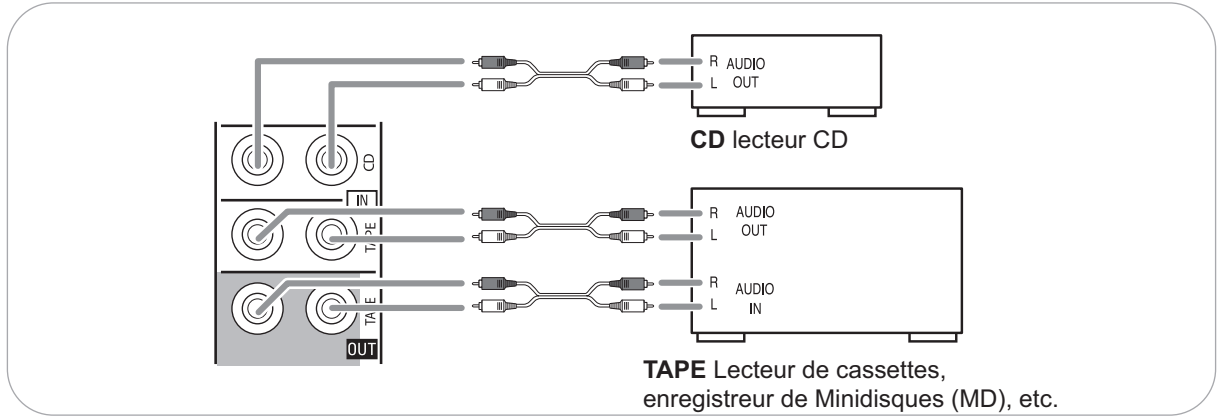 R AUDIO
L OUT
CD lecteur CD
CD
IN
TAPE
TAPE
OUT
R AUDIO
OUT
L
R
AUDIO
L
IN
TAPE Lecteur de cassettes,
enregistreur de Minidisques (MD), etc.